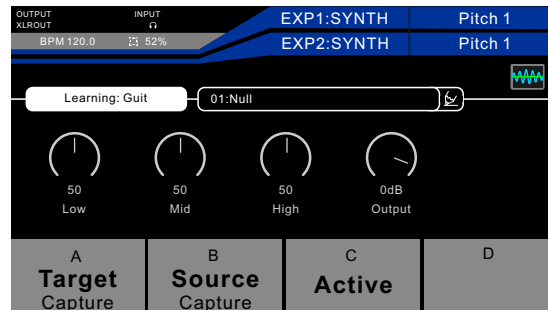 OUTPUT INPUT
XLROUT
BPM 120.0 52%
EXP1:SYNTH Pitch 1
EXP2:SYNTH Pitch 1
Learning: Guit 01:Null
50 50 50 0dB
Low Mid High Output
A B C D
Target Source Active
Capture Capture